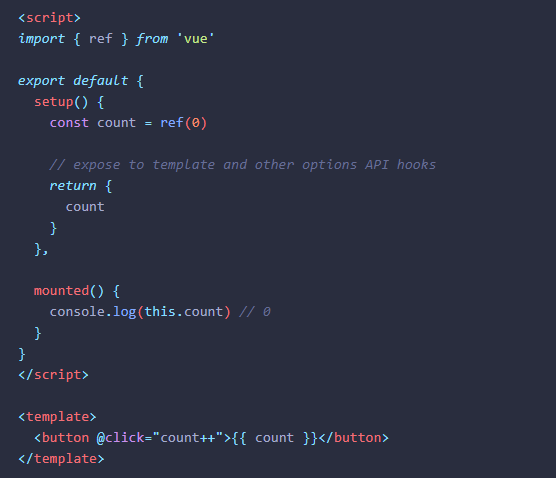 <script>
import { ref } from 'vue'

export default {
  setup() {
    const count = ref(0)

    // expose to template and other options API hooks
    return {
      count
    }
  },

  mounted() {
    console.log(this.count) // 0
  }
}
</script>

<template>
  <button @click="count++">{{ count }}</button>
</template>